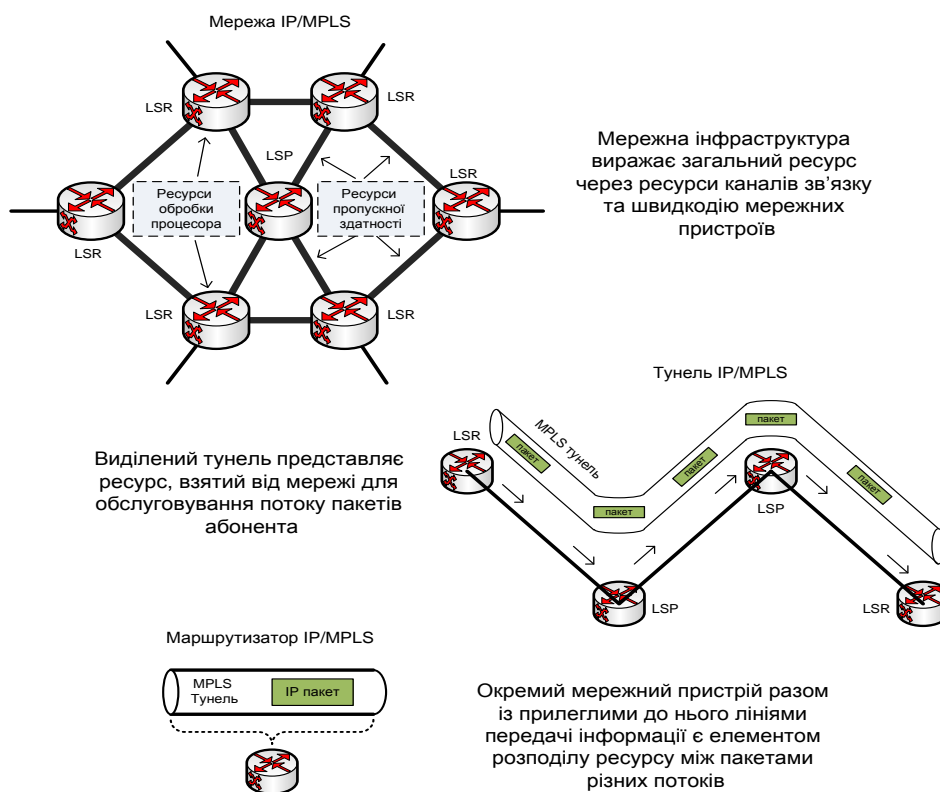 Мережа IP/MPLS
LSR
LSR
LSP
LSR
LSR
LSR
LSR
Ресурси
обробки
процесора
Ресурси
пропускної
здатності
Мережна інфраструктура
виражає загальний ресурс
через ресурси каналів зв’язку
та швидкодію мережних
пристроїв
Тунель IP/MPLS
LSR
MPLS тунель
пакет
пакет
пакет
пакет
пакет
LSP
LSP
LSR
Виділений тунель представляє
ресурс, взятий від мережі для
обслуговування потоку пакетів
абонента
Маршрутизатор IP/MPLS
MPLS
Тунель
IP пакет
Окремий мережний пристрій разом
із прилеглими до нього лініями
передачі інформації є елементом
розподілу ресурсу між пакетами
різних потоків